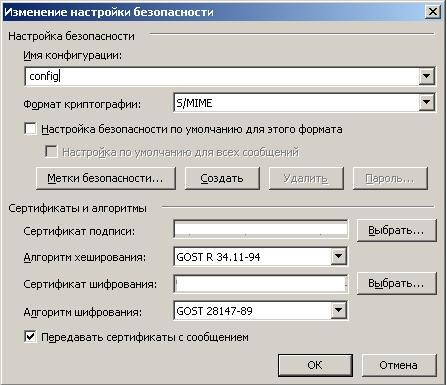 Изменение настройки безопасности
Настройка безопасности
Имя конфигурации:
config
Формат криптографии:
S/MIME
Настройка безопасности по умолчанию для этого формата
Настройка по умолчанию для всех сообщений
Метки безопасности... Создать Удалить Пароль...
Сертификаты и алгоритмы
Сертификат подписи: Выбрать...
Алгоритм хеширования: GOST R 34.11-94
Сертификат шифрования: Выбрать...
Алгоритм шифрования: GOST 28147-89
Передавать сертификаты с сообщением
OK Отмена